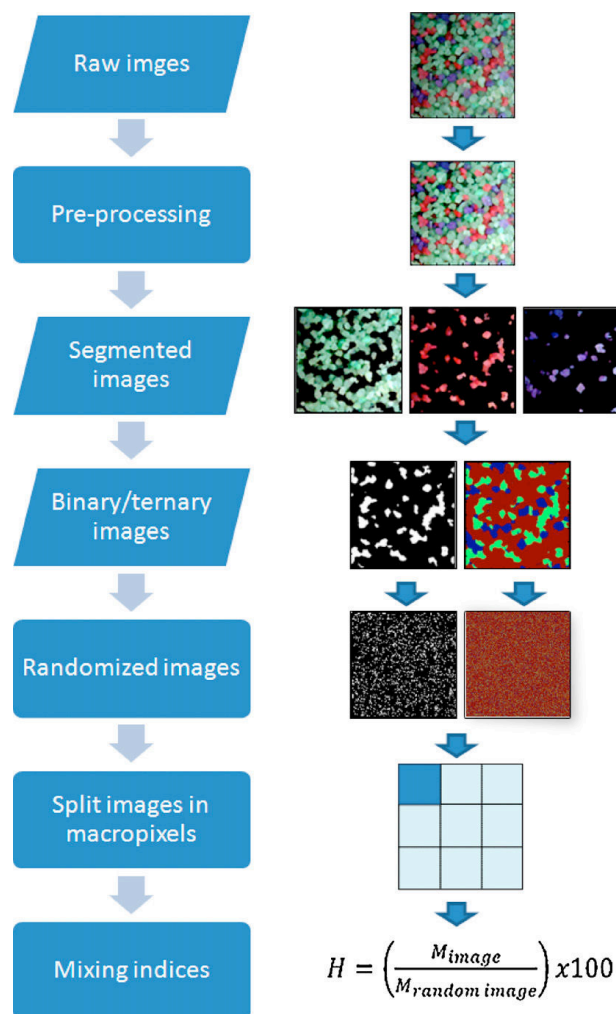 Raw imges
Pre-processing
Segmented
images
Binary/ternary
images
Randomized images
Split images in
macropixels
Mixing indices
H = (M_image / M_random image) x100